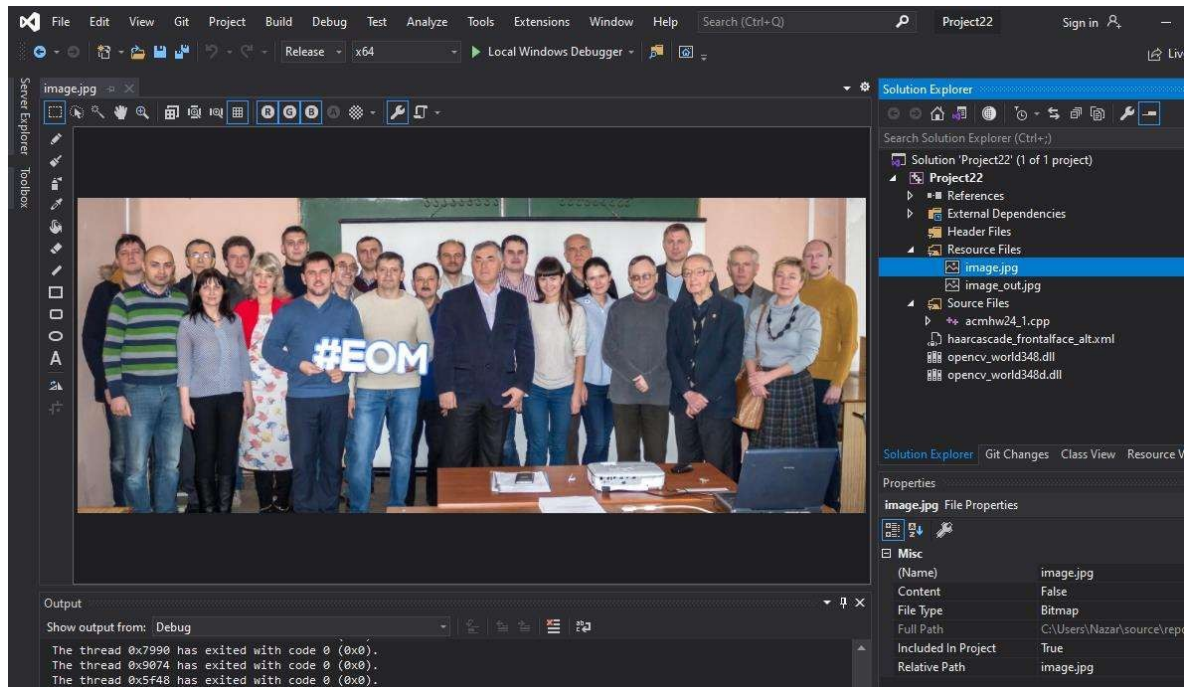 File Edit View Git Project Build Debug Test Analyze Tools Extensions Window Help Search (Ctrl+Q) Project22 Sign in
Release x64 Local Windows Debugger
Server Explorer
Toolbox
image.jpg
R G B
A
#EOM
Solution Explorer
Search Solution Explorer (Ctrl+;)
Solution 'Project22' (1 of 1 project)
Project22
References
External Dependencies
Header Files
Resource Files
image.jpg
image_out.jpg
Source Files
acmhw24_1.cpp
haarcascade_frontalface_alt.xml
opencv_world348.dll
opencv_world348d.dll
Solution Explorer Git Changes Class View Resource V
Properties
image.jpg File Properties
Misc
(Name) image.jpg
Content False
File Type Bitmap
Full Path C:\Users\Nazar\source\repo
Included In Project True
Relative Path image.jpg
Output
Show output from: Debug
The thread 0x7990 has exited with code 0 (0x0).
The thread 0x9074 has exited with code 0 (0x0).
The thread 0x5f48 has exited with code 0 (0x0).